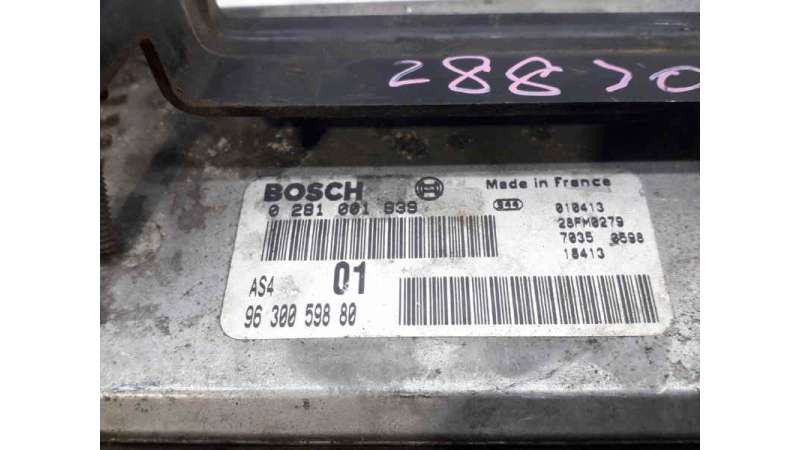 BOSCH Made in France
0 281 001 839 010413
28FM0279
7035 0598
18413
AS4 01
96 300 598 80